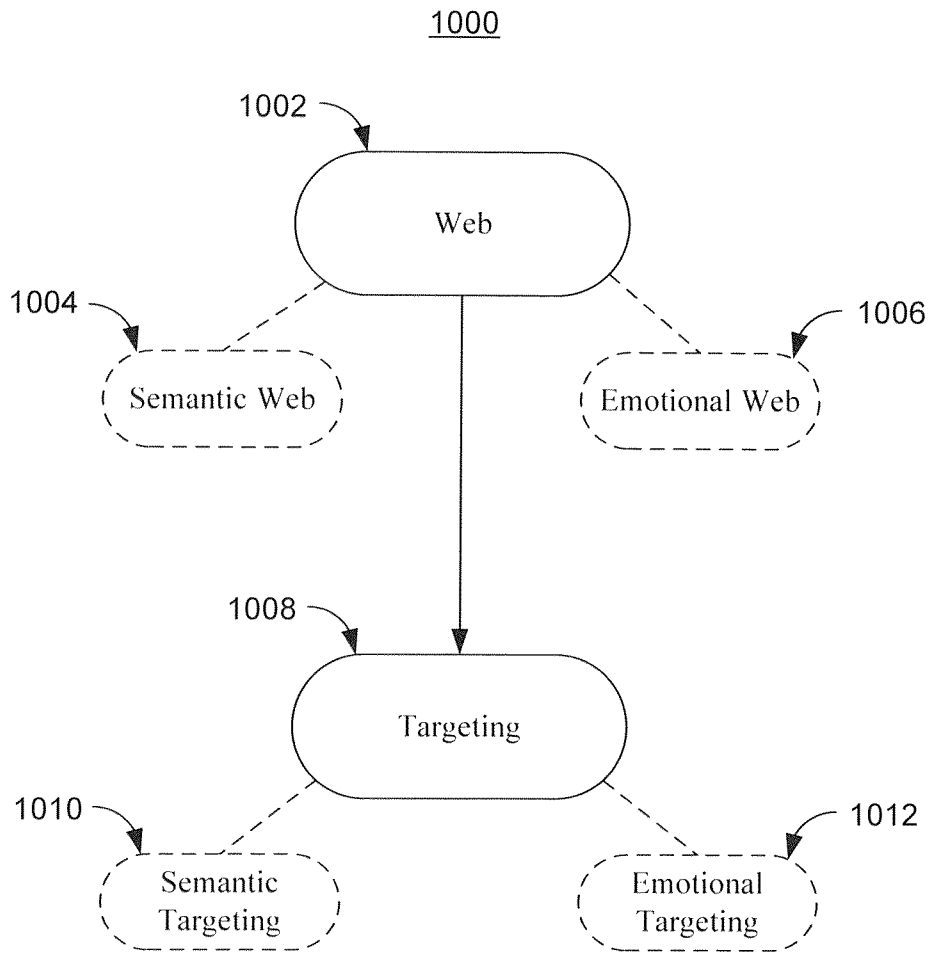 1000
1002
Web
1004
1006
Semantic Web
Emotional Web
1008
Targeting
1010
1012
Semantic
Targeting
Emotional
Targeting